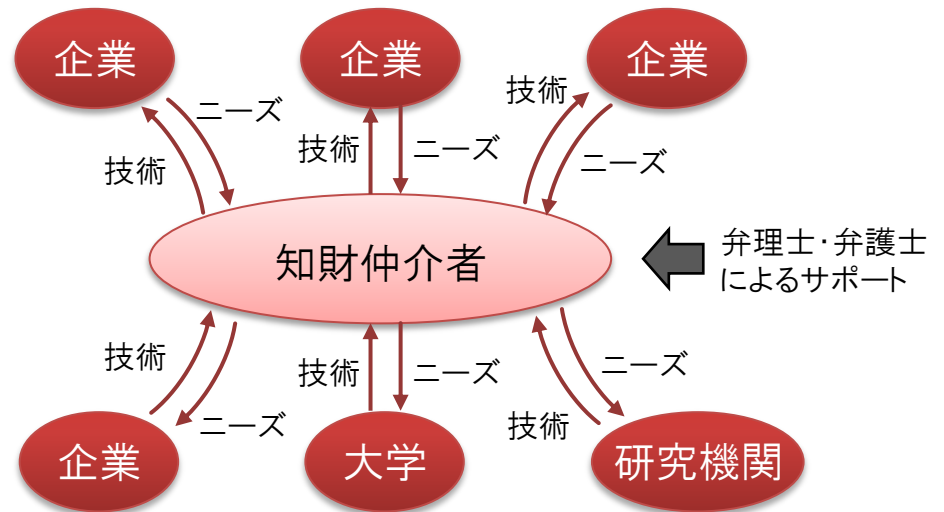 企業
企業
企業
技術
ニーズ
技術
ニーズ
技術
ニーズ
知財仲介者
弁理士・弁護士
によるサポート
技術
ニーズ
技術
ニーズ
ニーズ
技術
企業
大学
研究機関